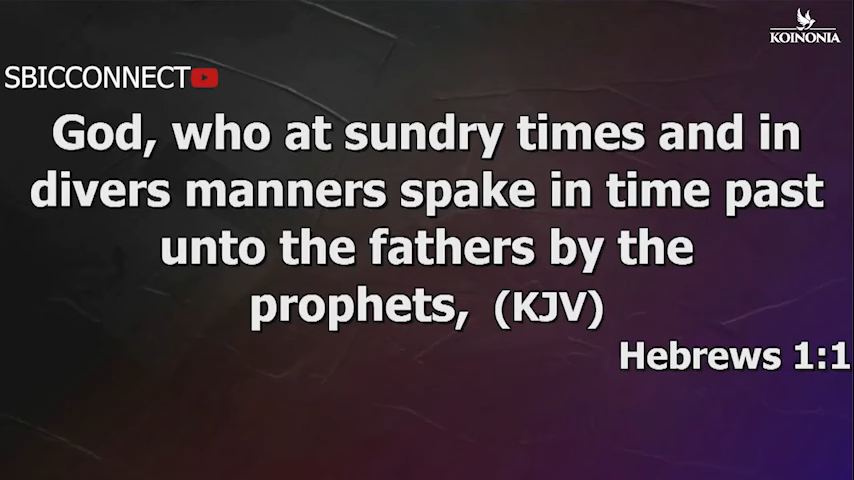 KOINONIA
SBICCONNECT
God, who at sundry times and in
divers manners spake in time past
unto the fathers by the
prophets, (KJV)
Hebrews 1:1